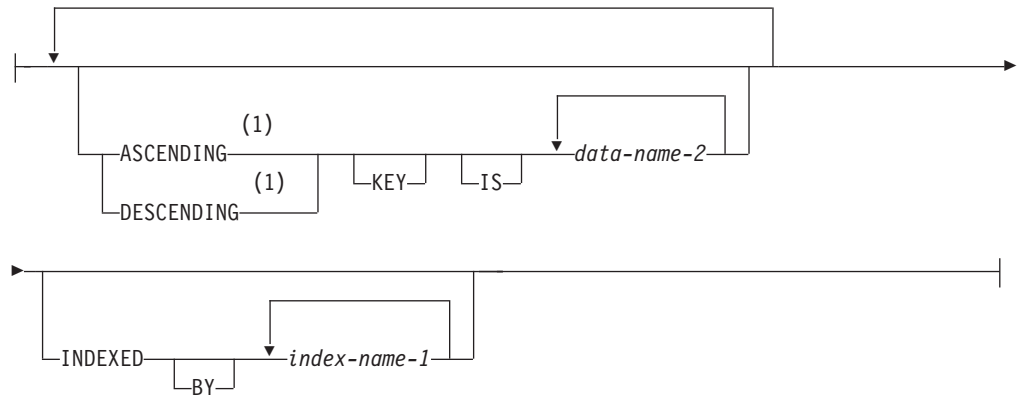 (1)
ASCENDING data-name-2
(1) KEY IS
DESCENDING
INDEXED index-name-1
BY